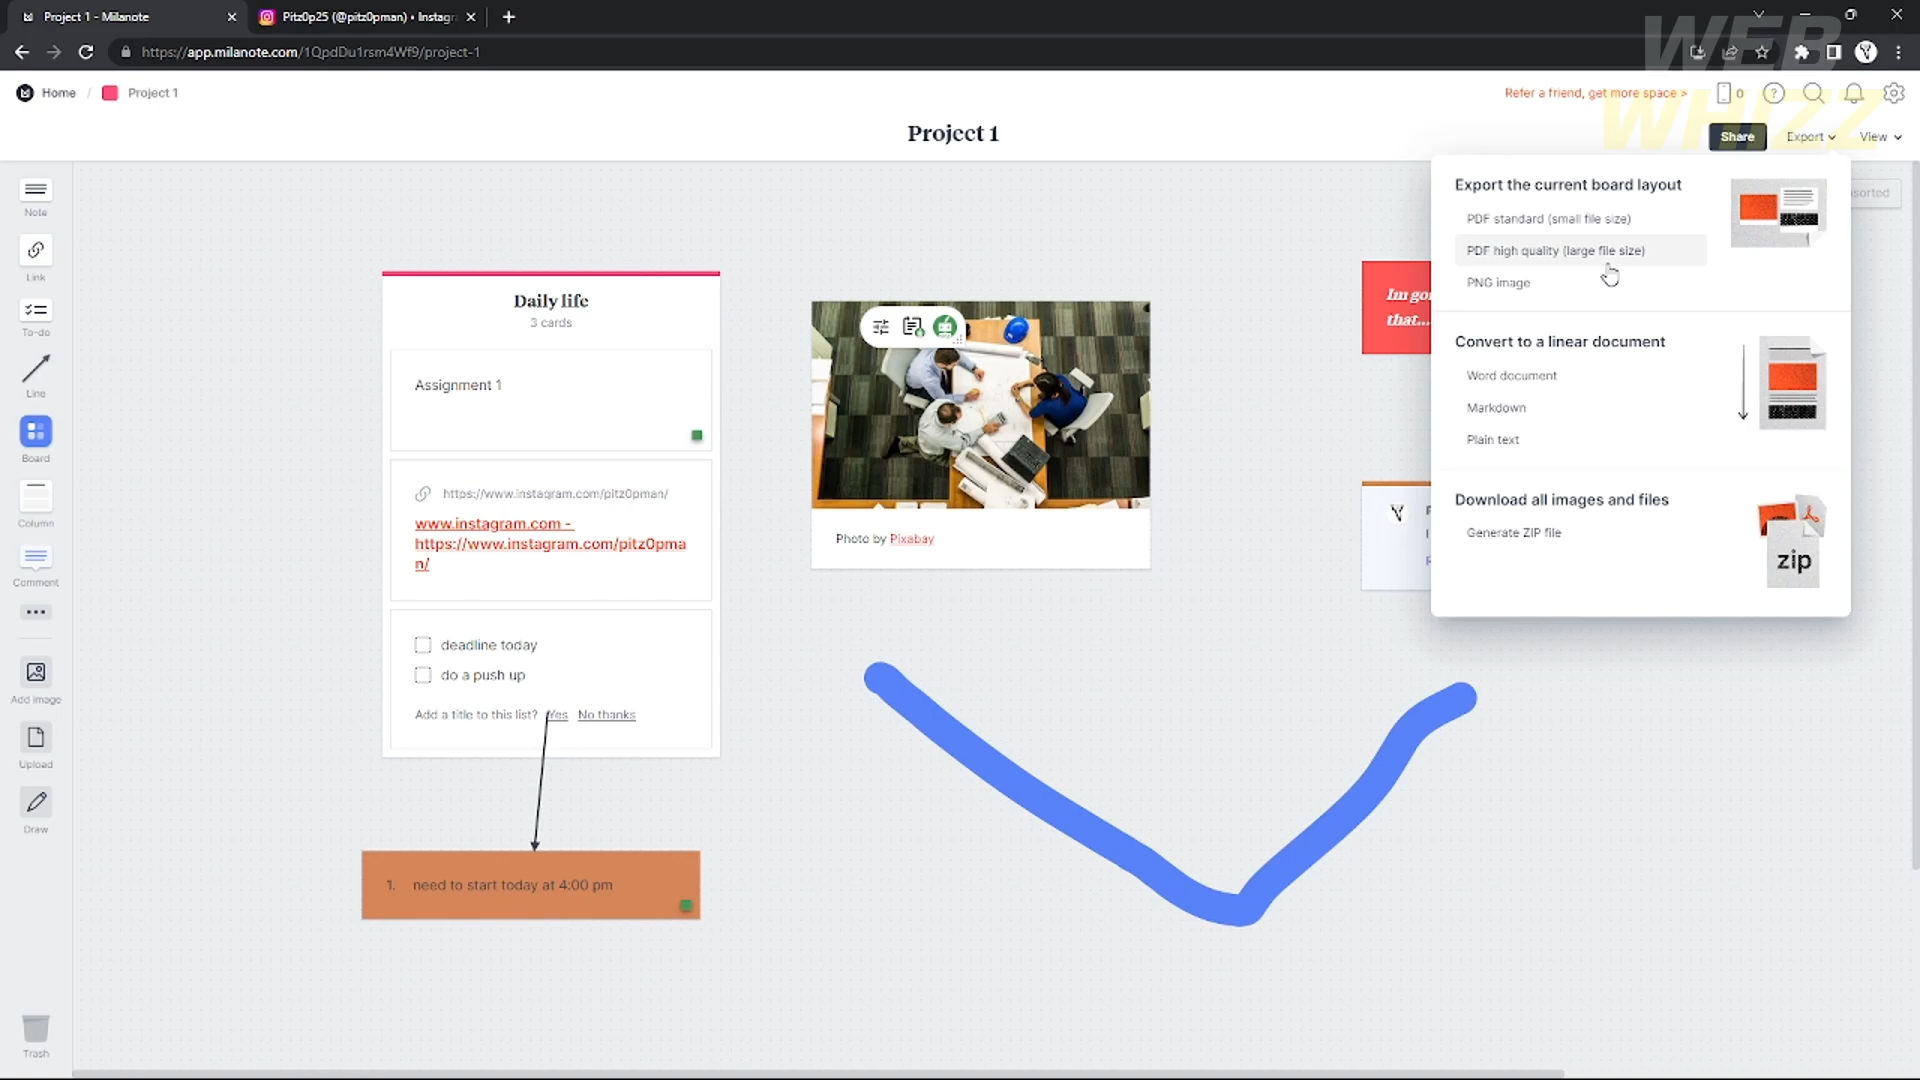 Project 1 - Milanote
Pitz0p25 (@pitz0pman) • Instagr
https://app.milanote.com/1QpdDu1rsm4Wf9/project-1
WEB
WHIZZ
Home / Project 1
Refer a friend, get more space >
0
Project 1
Share
Export
View
Note
Link
To-do
Line
Board
Column
Comment
Add image
Upload
Draw
Trash
Daily life
3 cards
Assignment 1
https://www.instagram.com/pitz0pman/
www.instagram.com -
https://www.instagram.com/pitz0pma
n/
deadline today
do a push up
Add a title to this list? Yes No thanks
1. need to start today at 4:00 pm
Photo by Pixabay
Im
that...
Export the current board layout
PDF standard (small file size)
PDF high quality (large file size)
PNG image
Convert to a linear document
Word document
Markdown
Plain text
Download all images and files
Generate ZIP file
zip